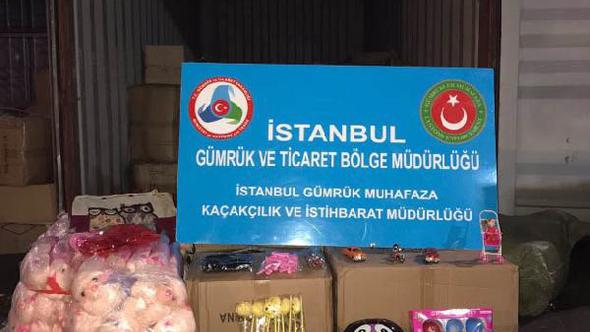 İSTANBUL
GÜMRÜK VE TİCARET BÖLGE MÜDÜRLÜĞÜ
İSTANBUL GÜMRÜK MUHAFAZA
KAÇAKÇILIK VE İSTİHBARAT MÜDÜRLÜĞÜ